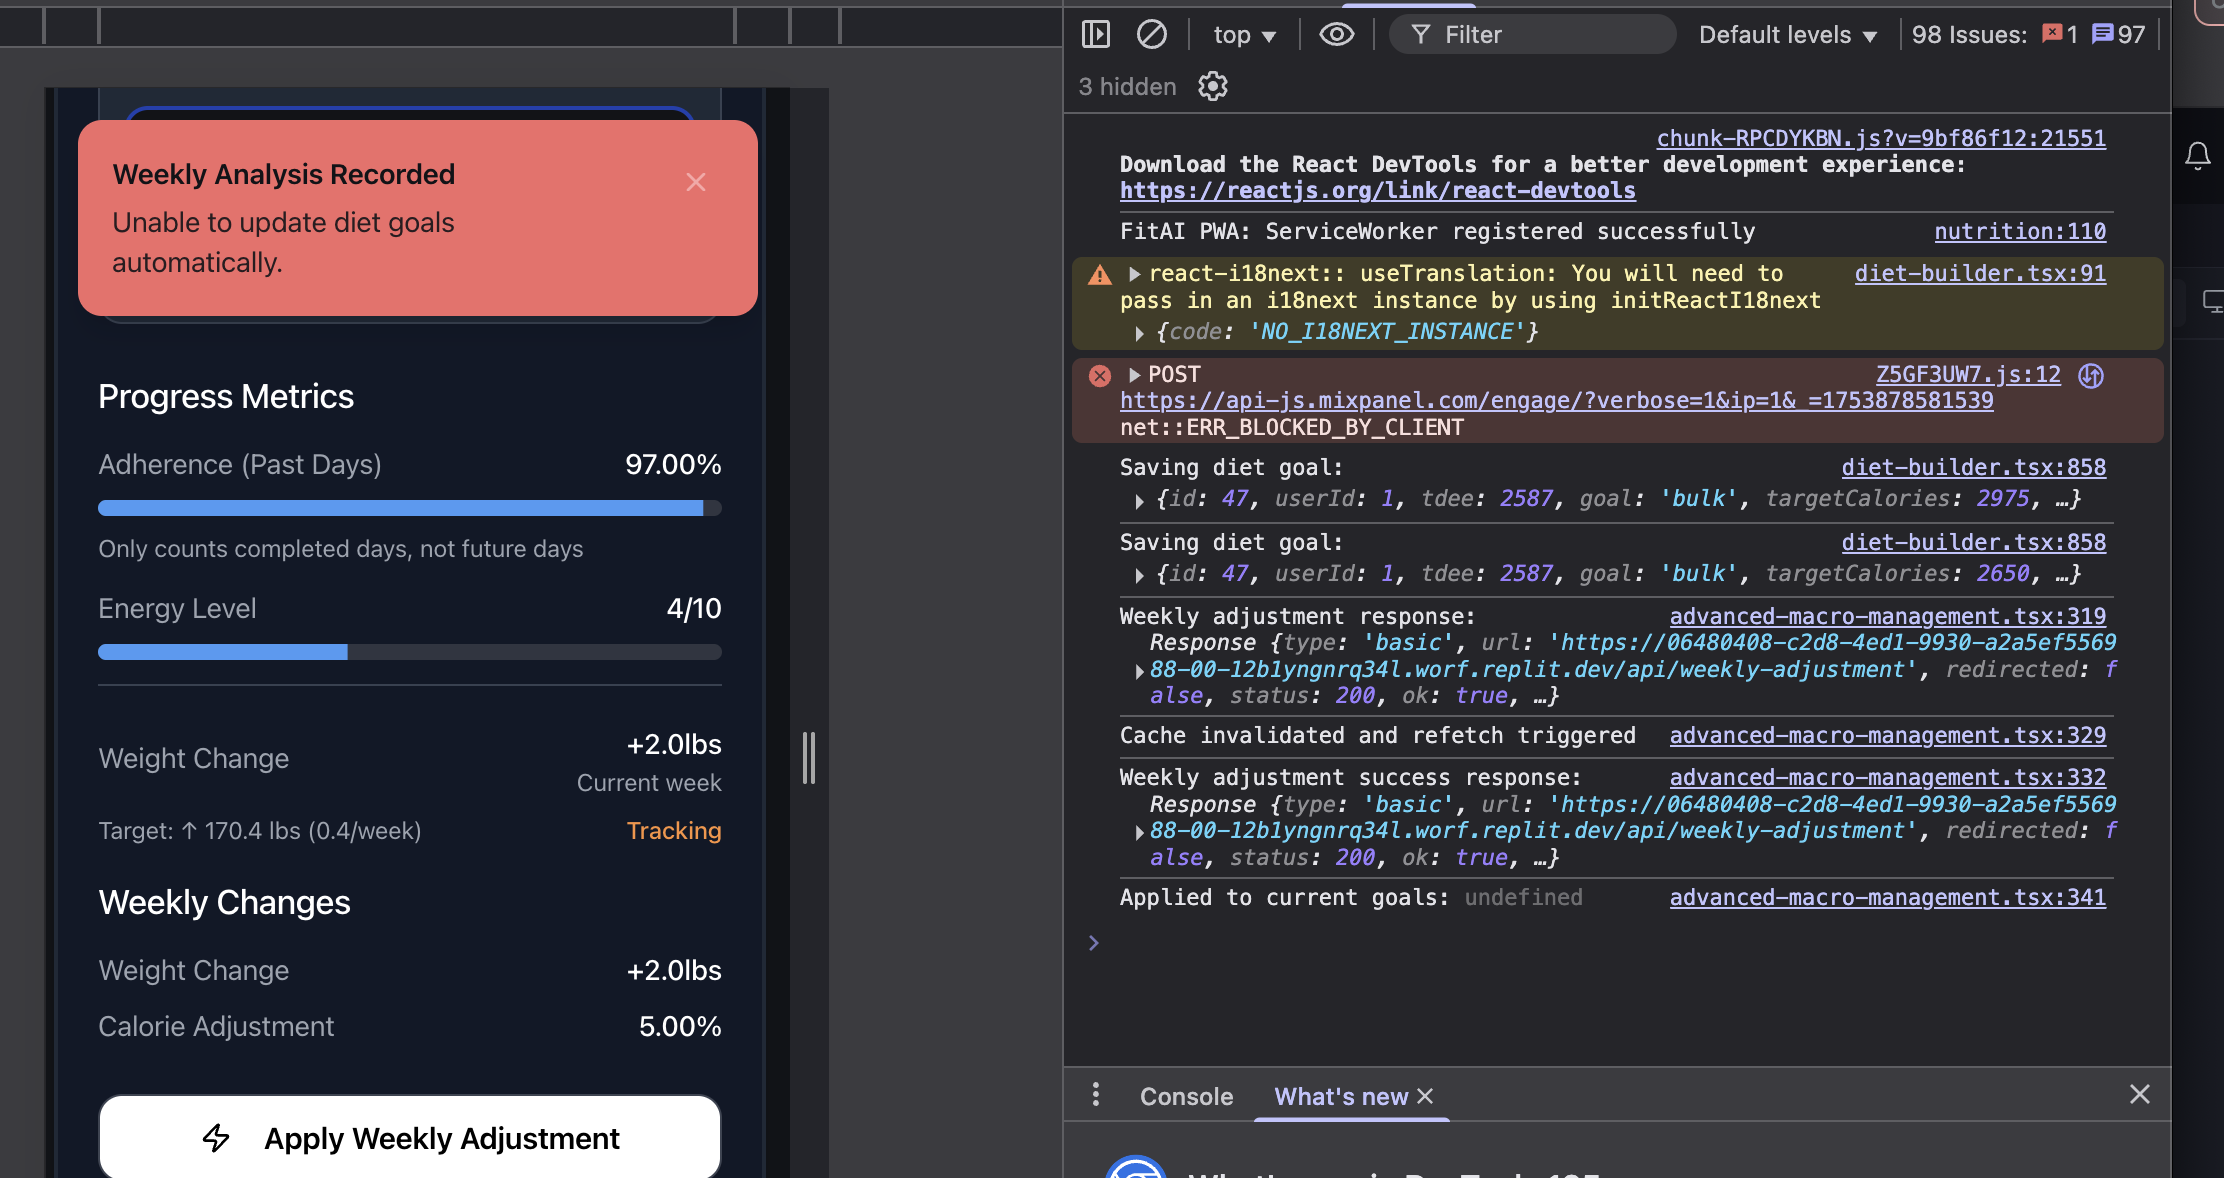 Weekly Analysis Recorded
Unable to update diet goals
automatically.
Progress Metrics
Adherence (Past Days) 97.00%
Only counts completed days, not future days
Energy Level 4/10
Weight Change +2.0lbs
Current week
Target: ↑ 170.4 lbs (0.4/week) Tracking
Weekly Changes
Weight Change +2.0lbs
Calorie Adjustment 5.00%
Apply Weekly Adjustment
top Filter Default levels 98 Issues: 1 97
3 hidden
chunk-RPCDYKBN.js?v=9bf86f12:21551
Download the React DevTools for a better development experience:
https://reactjs.org/link/react-devtools
FitAI PWA: ServiceWorker registered successfully nutrition:110
react-i18next:: useTranslation: You will need to diet-builder.tsx:91
pass in an i18next instance by using initReactI18next
{code: 'NO_I18NEXT_INSTANCE'}
POST Z5GF3UW7.js:12
https://api-js.mixpanel.com/engage/?verbose=1&ip=1&_=1753878581539
net::ERR_BLOCKED_BY_CLIENT
Saving diet goal: diet-builder.tsx:858
{id: 47, userId: 1, tdee: 2587, goal: 'bulk', targetCalories: 2975, …}
Saving diet goal: diet-builder.tsx:858
{id: 47, userId: 1, tdee: 2587, goal: 'bulk', targetCalories: 2650, …}
Weekly adjustment response: advanced-macro-management.tsx:319
Response {type: 'basic', url: 'https://06480408-c2d8-4ed1-9930-a2a5ef5569
88-00-12b1yngnrq34l.worf.replit.dev/api/weekly-adjustment', redirected: f
alse, status: 200, ok: true, …}
Cache invalidated and refetch triggered advanced-macro-management.tsx:329
Weekly adjustment success response: advanced-macro-management.tsx:332
Response {type: 'basic', url: 'https://06480408-c2d8-4ed1-9930-a2a5ef5569
88-00-12b1yngnrq34l.worf.replit.dev/api/weekly-adjustment', redirected: f
alse, status: 200, ok: true, …}
Applied to current goals: undefined advanced-macro-management.tsx:341
Console What's new